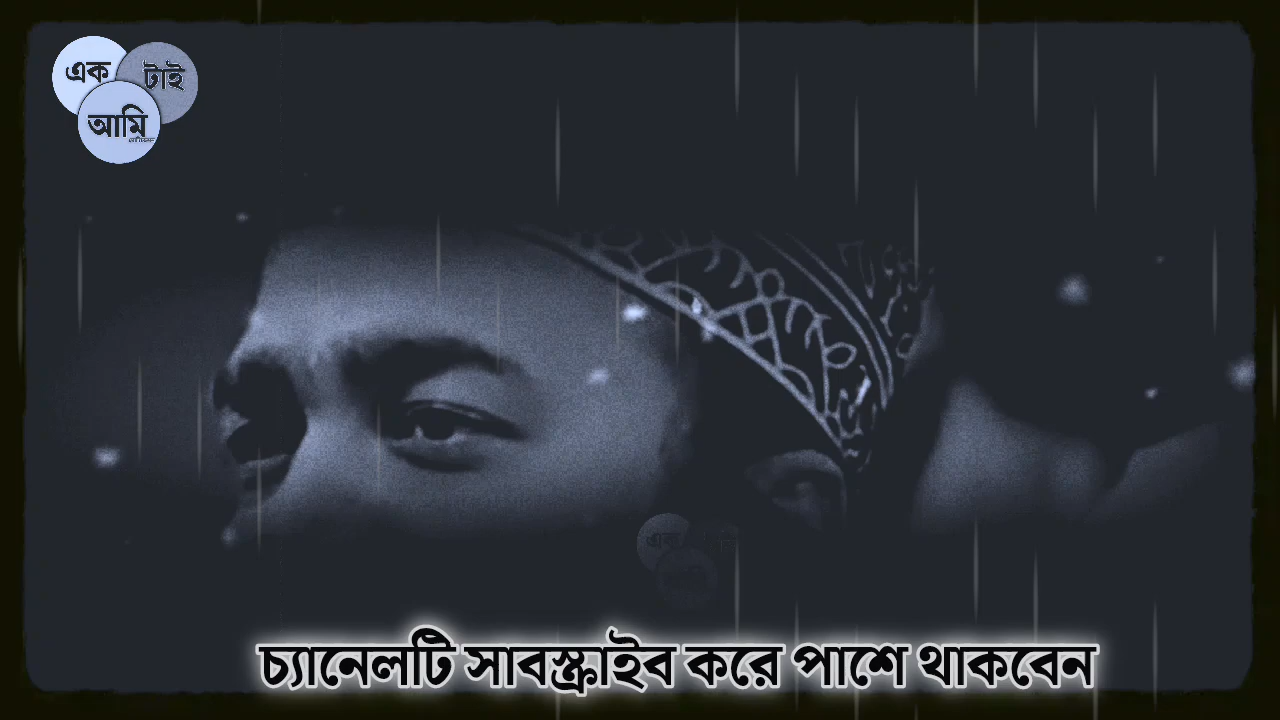 এক টাই
আমি
চ্যানেলটি সাবস্ক্রাইব করে পাশে থাকবেন